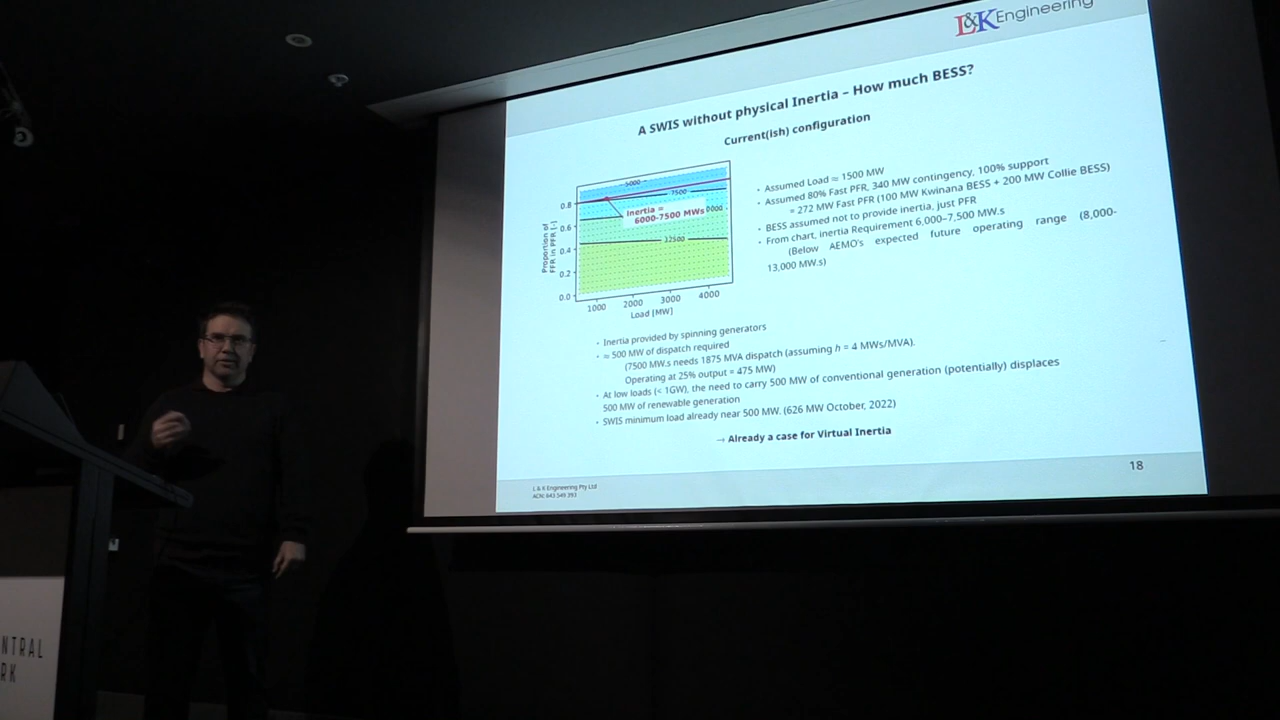 L&K Engineering
A SWIS without physical Inertia – How much BESS?
Current(ish) configuration
5000
7500
Inertia =
6000-7500 MWs
12500
0.8
0.6
0.4
0.2
0.0
Proportion of
FFR in PFR [-]
1000 2000 3000 4000
Load [MW]
• Assumed Load ≈ 1500 MW
• Assumed 80% Fast PFR, 340 MW contingency, 100% support
= 272 MW Fast PFR (100 MW Kwinana BESS + 200 MW Collie BESS)
• BESS assumed not to provide inertia, just PFR
• From chart, inertia Requirement 6,000–7,500 MW.s
(Below AEMO's expected future operating range (8,000-
13,000 MW.s)
• Inertia provided by spinning generators
• ≈ 500 MW of dispatch required
(7500 MW.s needs 1875 MVA dispatch (assuming h = 4 MWs/MVA).
Operating at 25% output = 475 MW)
• At low loads (< 1GW), the need to carry 500 MW of conventional generation (potentially) displaces
500 MW of renewable generation
• SWIS minimum load already near 500 MW. (626 MW October, 2022)
→ Already a case for Virtual Inertia
L & K Engineering Pty Ltd
ACN: 643 549 393
18
NTRAL
RK